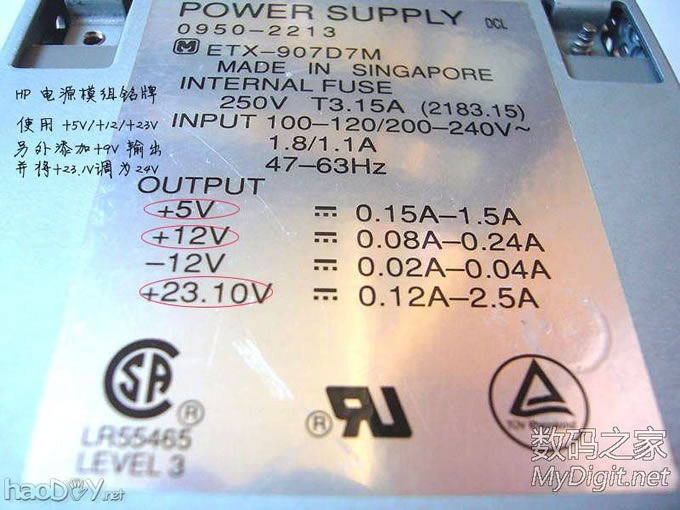 POWER SUPPLY DCL
0950-2213
M ETX-907D7M
MADE IN SINGAPORE
INTERNAL FUSE
250V T3.15A (2183.15)
INPUT 100-120/200-240V~
1.8/1.1A
47-63Hz
HP 电源模组铭牌
使用 +5V/+12/+23V
另外添加+9V输出
并将+23.1V调为24V
OUTPUT
+5V ⎓ 0.15A-1.5A
+12V ⎓ 0.08A-0.24A
-12V ⎓ 0.02A-0.04A
+23.10V ⎓ 0.12A-2.5A
SA ®
LR55465
LEVEL 3
® UR
TÜV
数码之家
MyDigit.net
haoDIY.net